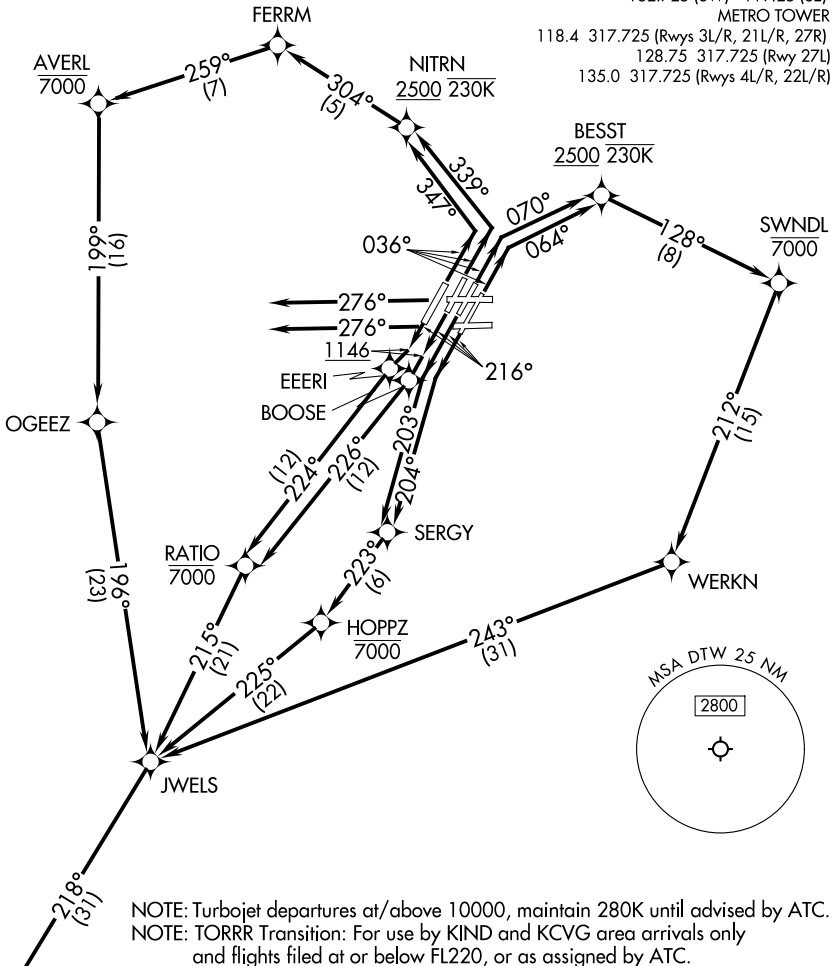 METRO TOWER
118.4 317.725 (Rwys 3L/R, 21L/R, 27R)
128.75 317.725 (Rwy 27L)
135.0 317.725 (Rwys 4L/R, 22L/R)
FERRM
AVERL
7000
259°
(7)
304°
(5)
NITRN
2500 230K
BESST
2500 230K
339°
347°
070°
064°
128°
(8)
SWNDL
7000
036°
199°
(16)
276°
276°
1146
EEERI
BOOSE
216°
212°
(15)
OGEEZ
203°
204°
(12)
224°
226°
(12)
SERGY
RATIO
7000
223°
(6)
WERKN
196°
(23)
HOPPZ
7000
243°
(31)
215°
(21)
225°
(22)
MSA DTW 25 NM
2800
JWELS
218°
(31)
NOTE: Turbojet departures at/above 10000, maintain 280K until advised by ATC.
NOTE: TORRR Transition: For use by KIND and KCVG area arrivals only
and flights filed at or below FL220, or as assigned by ATC.